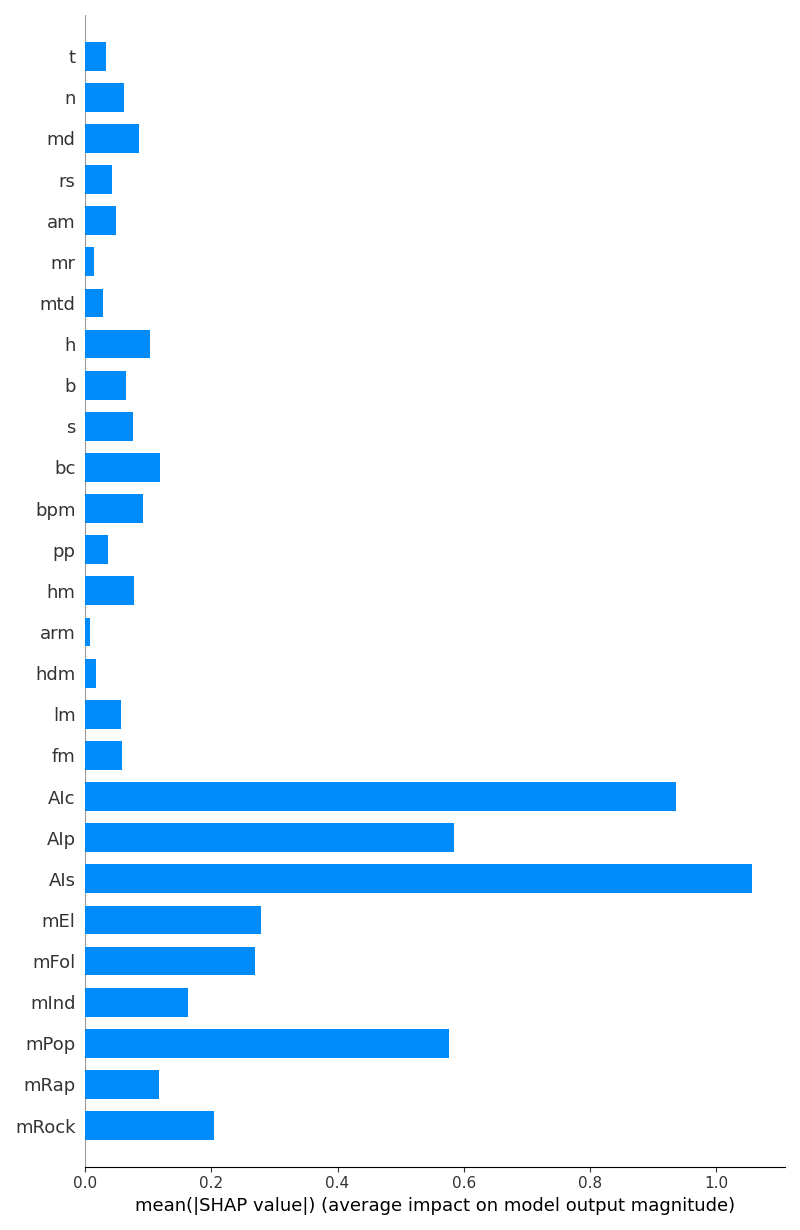 t
n
md
rs
am
mr
mtd
h
b
s
bc
bpm
pp
hm
arm
hdm
lm
fm
AIc
AIp
AIs
mEl
mFol
mInd
mPop
mRap
mRock
0.0 0.2 0.4 0.6 0.8 1.0
mean(|SHAP value|) (average impact on model output magnitude)